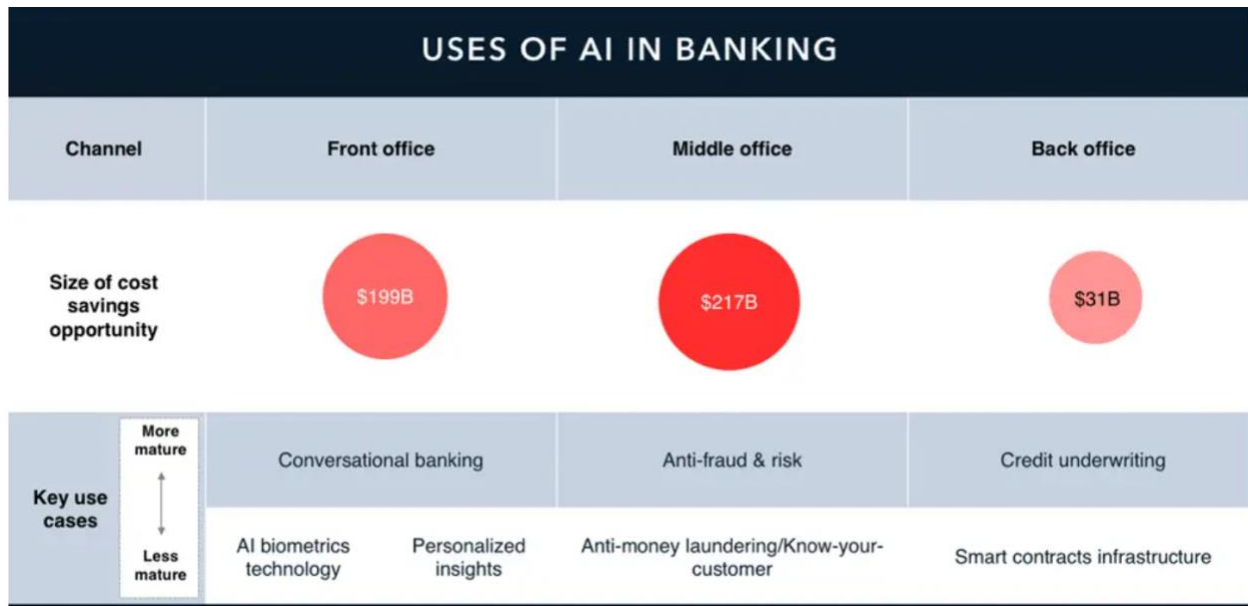 USES OF AI IN BANKING
Channel
Front office
Middle office
Back office
Size of cost
savings
opportunity
$199B
$217B
$31B
Key use
cases
More
mature
Less
mature
Conversational banking
Anti-fraud & risk
Credit underwriting
AI biometrics
technology
Personalized
insights
Anti-money laundering/Know-your-
customer
Smart contracts infrastructure